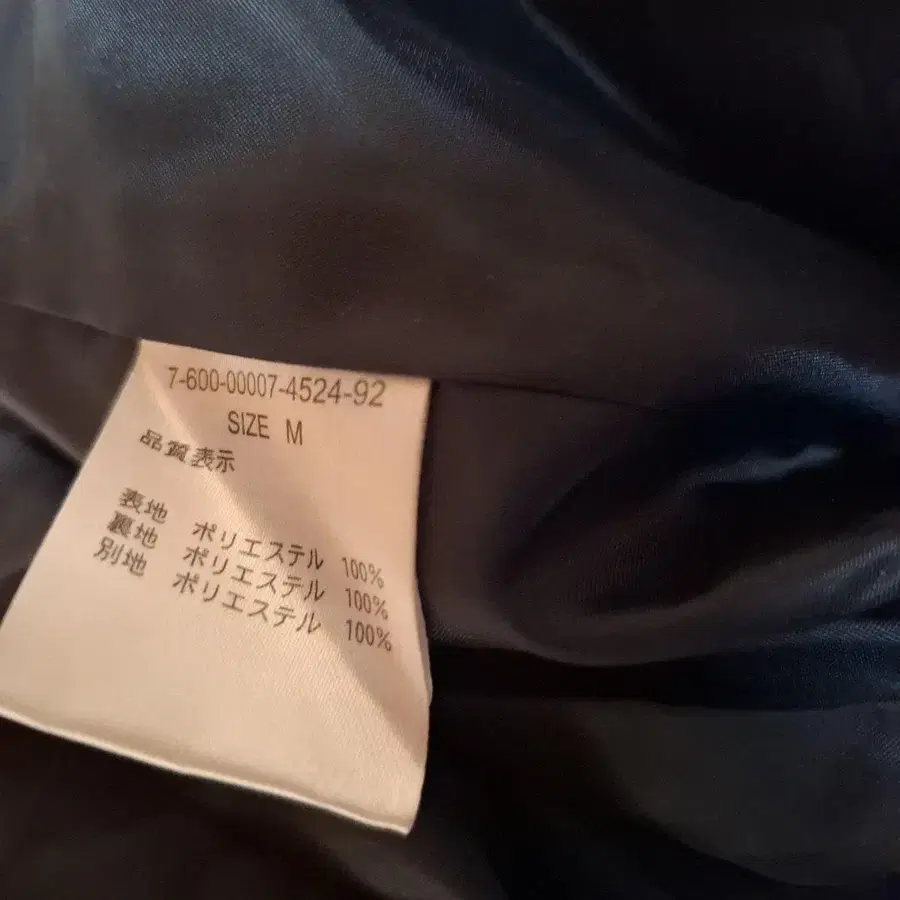 7-600-00007-4524-92
SIZE M
品質表示
表地 ポリエステル 100%
裏地 ポリエステル 100%
別地 ポリエステル 100%